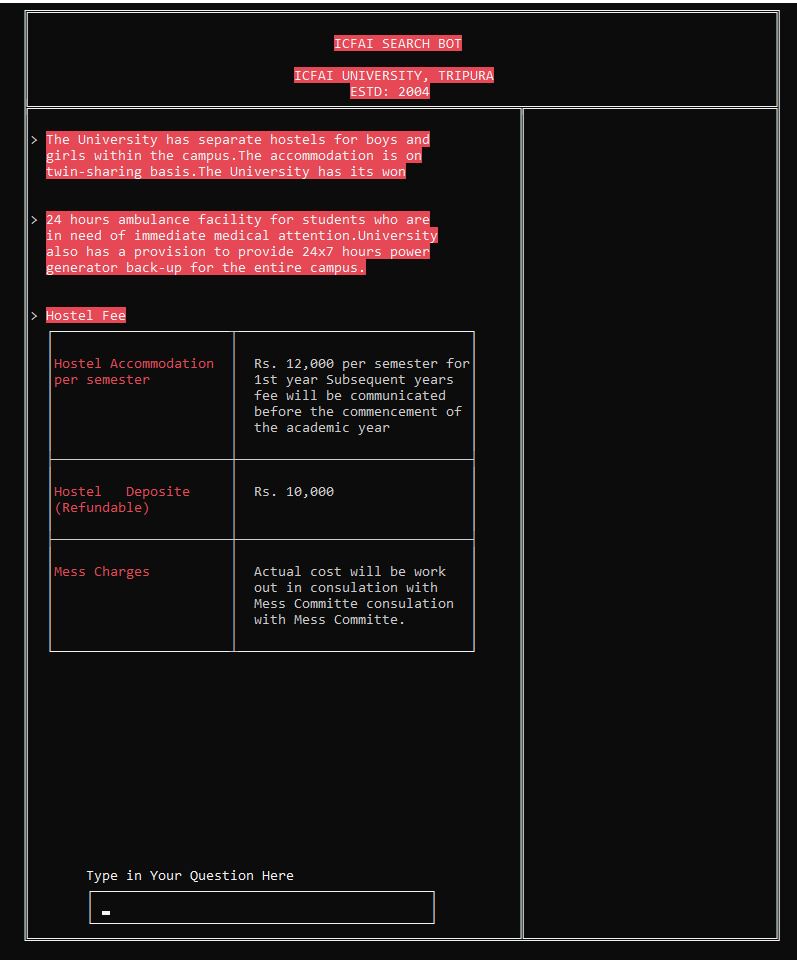 ICFAI SEARCH BOT
ICFAI UNIVERSITY, TRIPURA
ESTD: 2004
> The University has separate hostels for boys and
girls within the campus.The accommodation is on
twin-sharing basis.The University has its won
> 24 hours ambulance facility for students who are
in need of immediate medical attention.University
also has a provision to provide 24x7 hours power
generator back-up for the entire campus.
> Hostel Fee
Hostel Accommodation
per semester
Rs. 12,000 per semester for
1st year Subsequent years
fee will be communicated
before the commencement of
the academic year
Hostel   Deposite
(Refundable)
Rs. 10,000
Mess Charges
Actual cost will be work
out in consulation with
Mess Committe consulation
with Mess Committe.
Type in Your Question Here